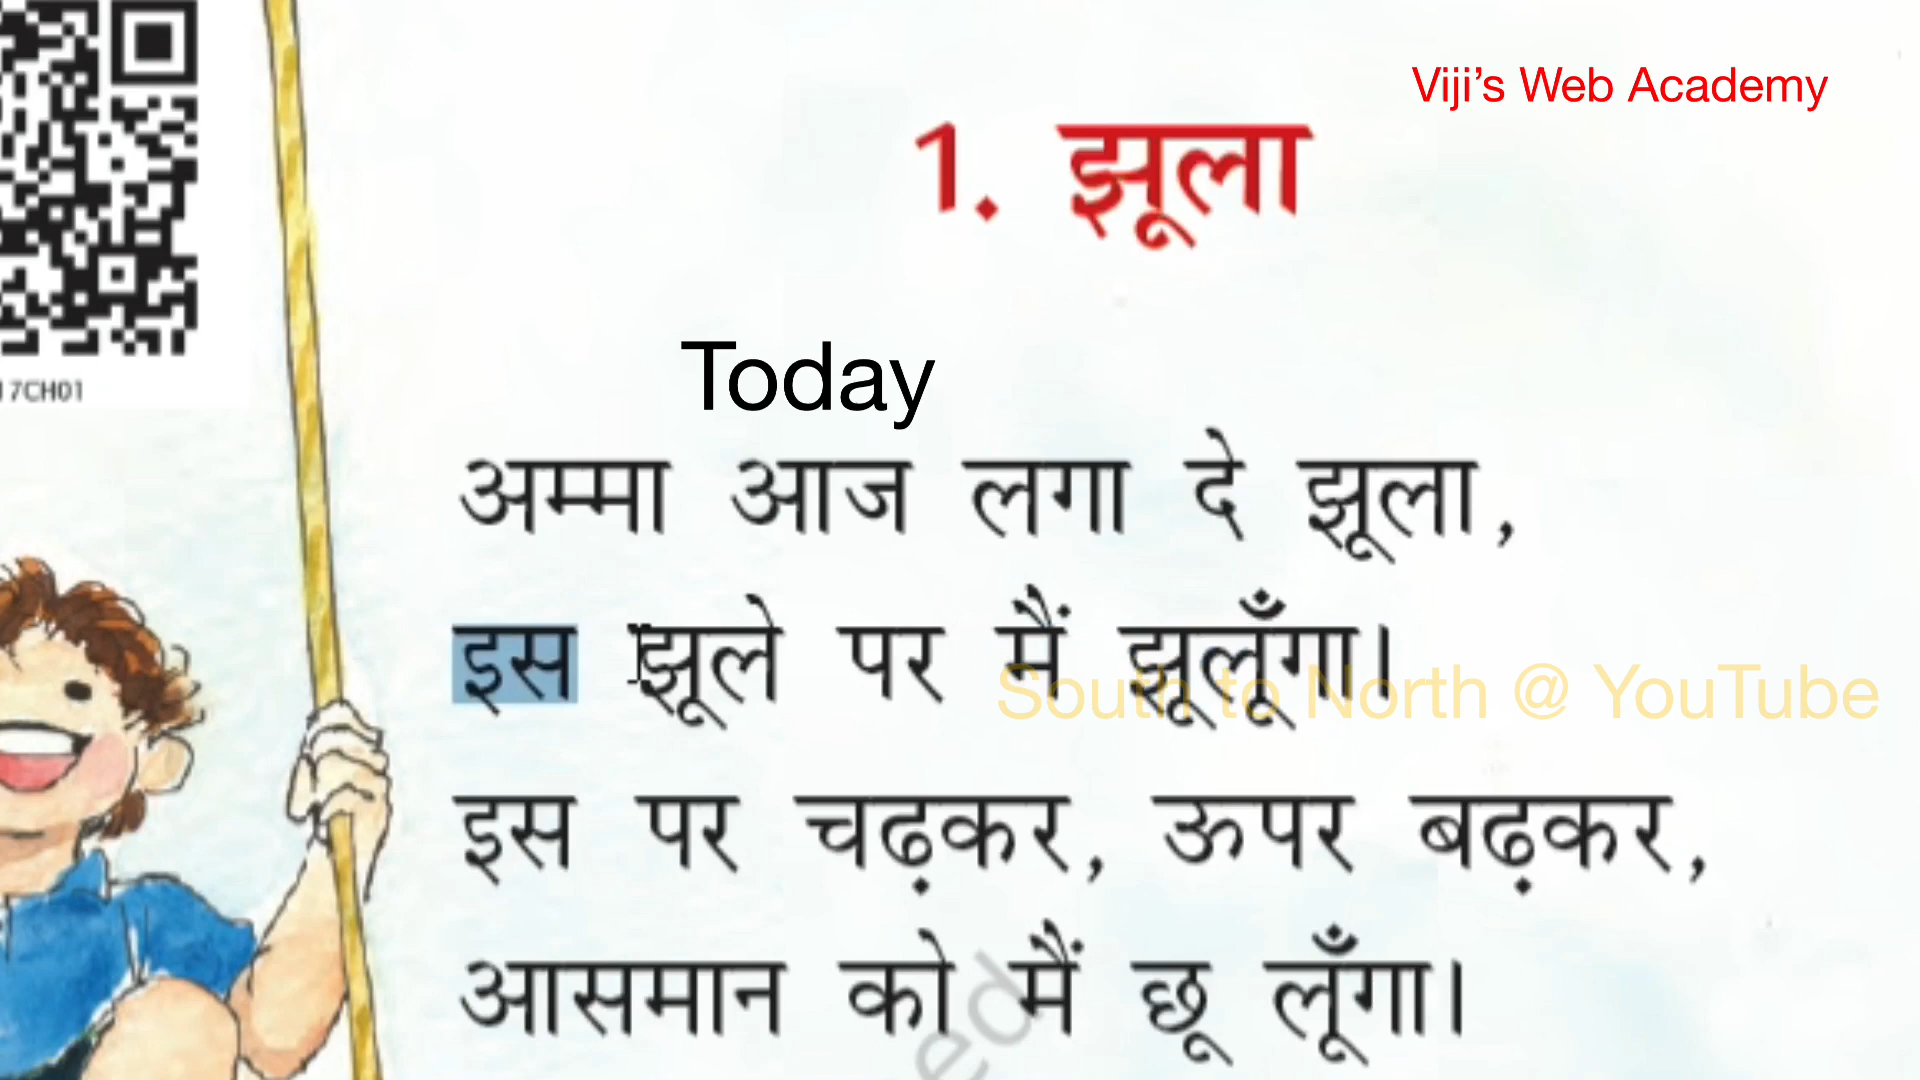 Viji's Web Academy
1. झूला
7CH01
Today
अम्मा आज लगा दे झूला,
इस झूले पर मैं झूलूँगा।
South to North @ YouTube
इस पर चढ़कर, ऊपर बढ़कर,
आसमान को मैं छू लूँगा।
ed